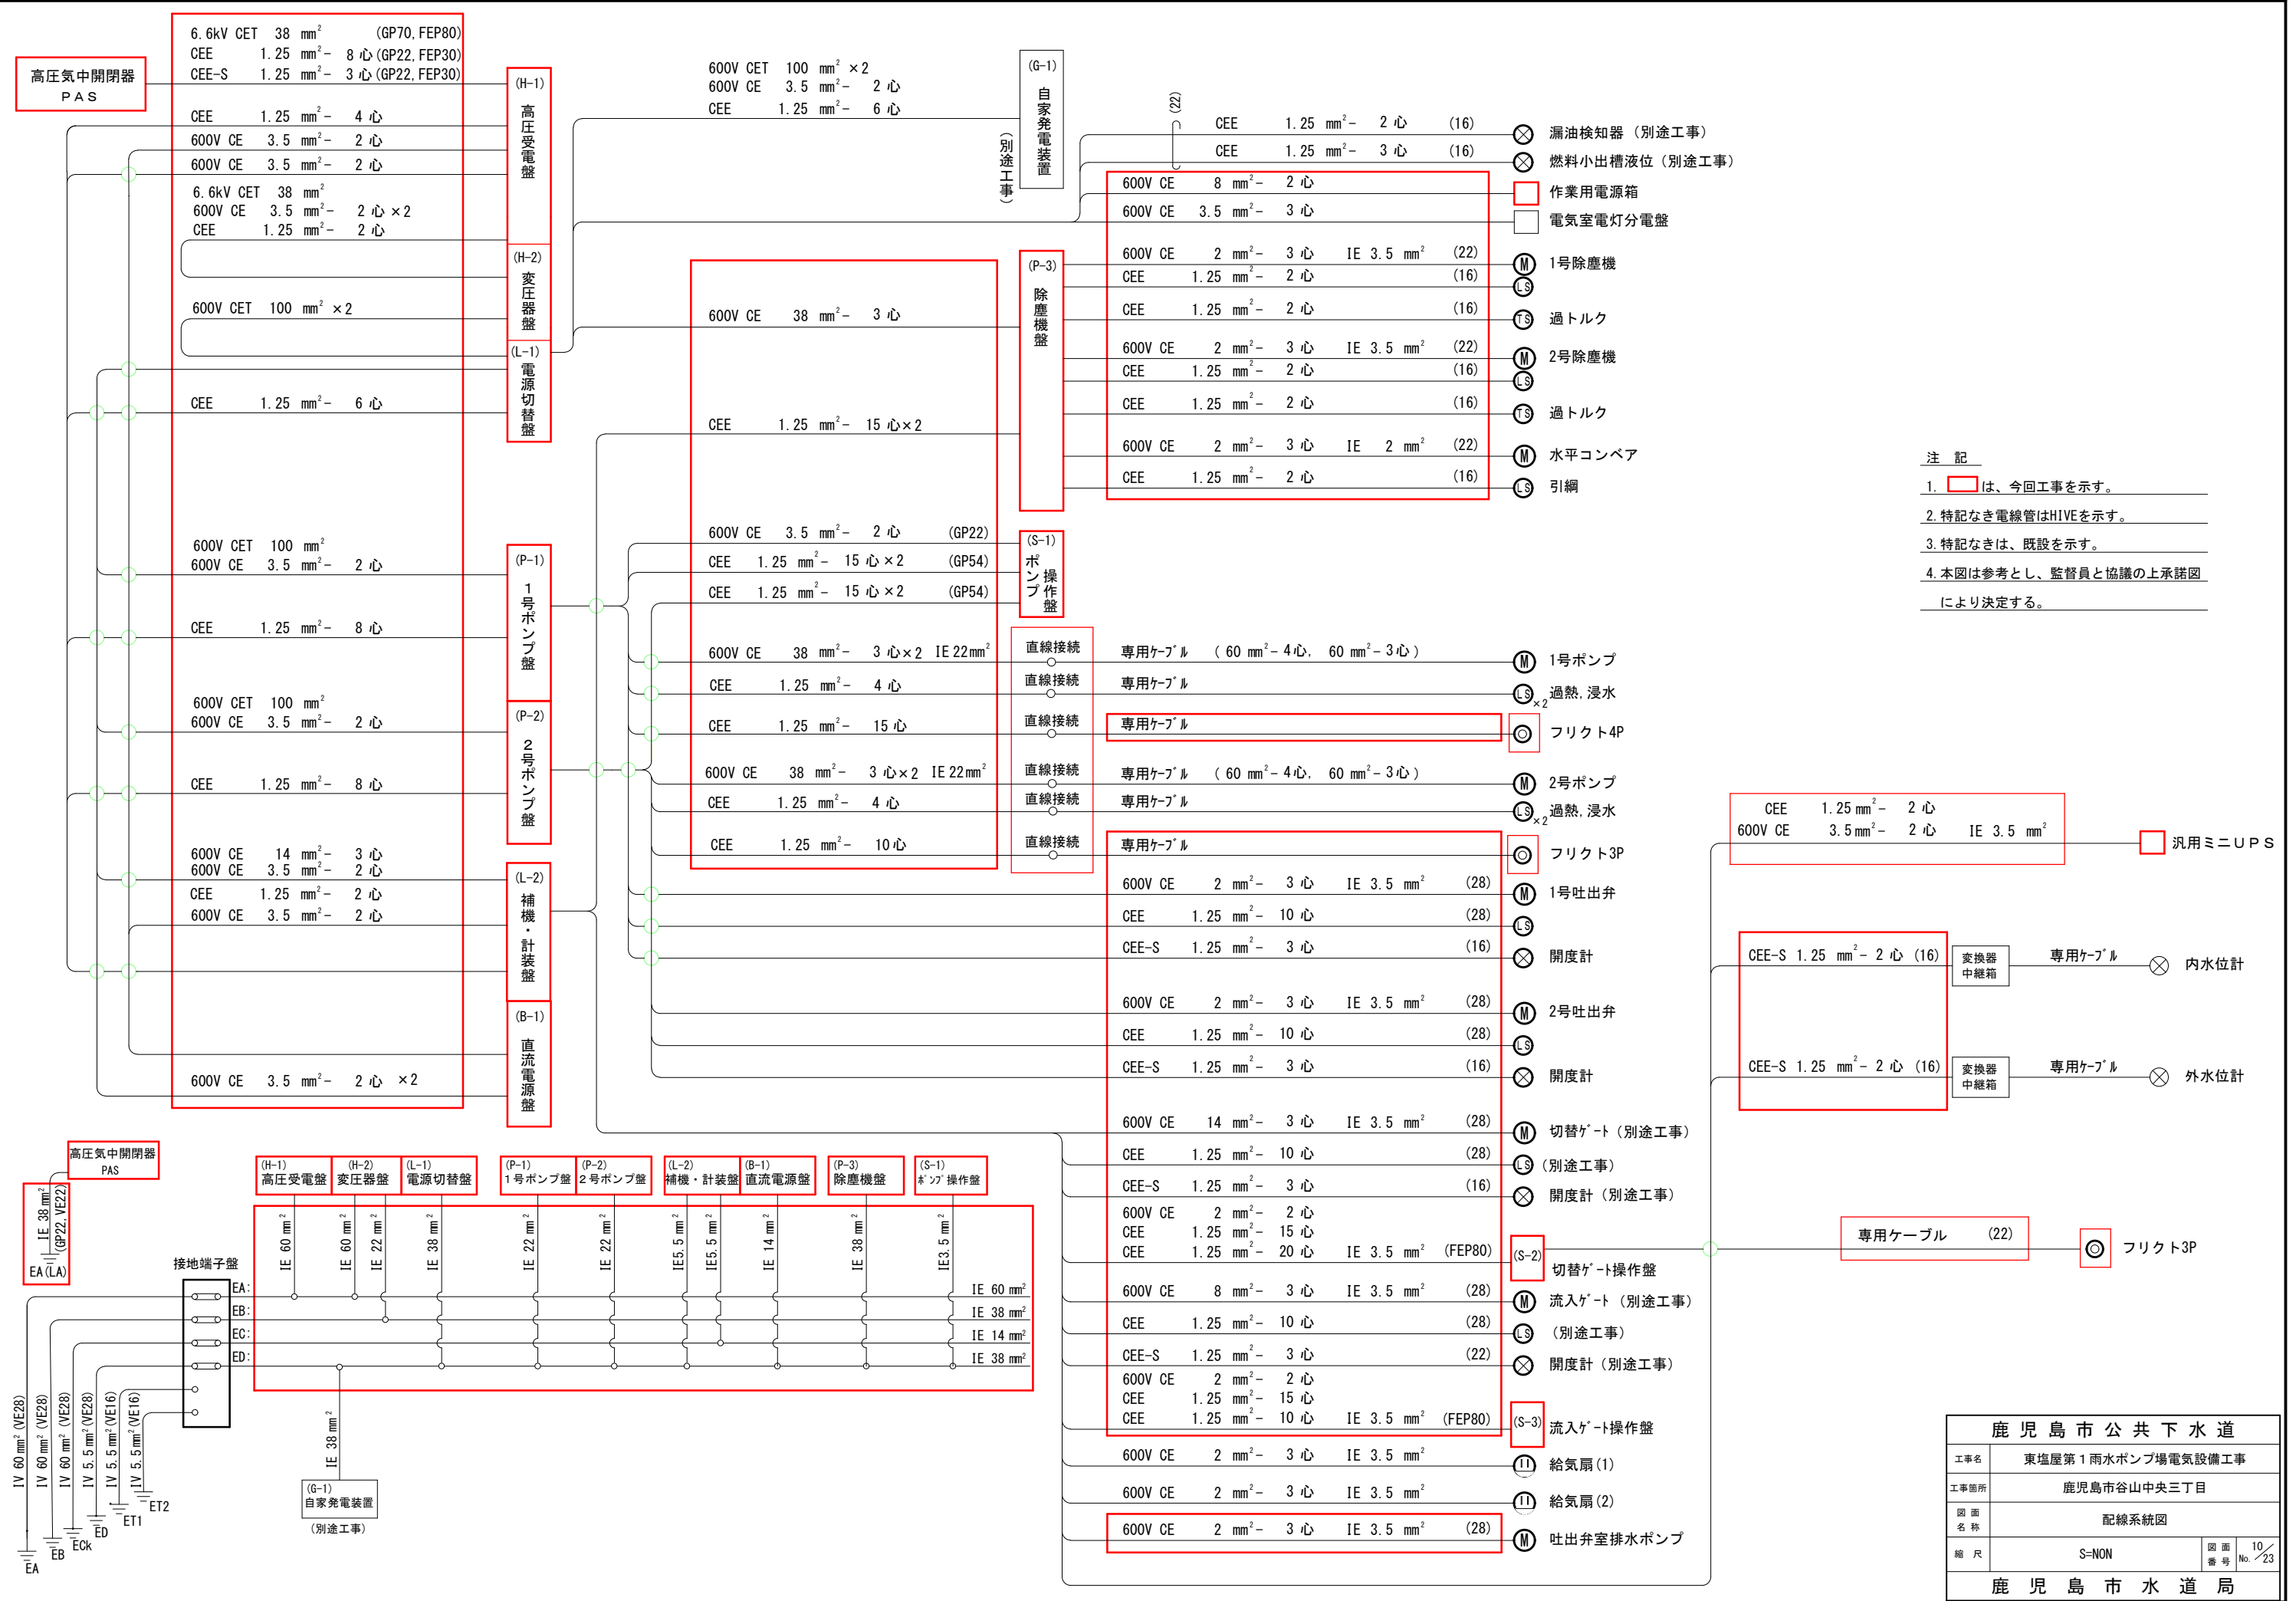 高圧気中開閉器
ＰＡＳ
6.6kV CET 38 mm² (GP70, FEP80)
CEE 1.25 mm²- 8 心 (GP22, FEP30)
CEE-S 1.25 mm²- 3 心 (GP22, FEP30)
CEE 1.25 mm²- 4 心
600V CE 3.5 mm²- 2 心
600V CE 3.5 mm²- 2 心
6.6kV CET 38 mm²
600V CE 3.5 mm²- 2 心 ×2
CEE 1.25 mm²- 2 心
600V CET 100 mm² ×2
CEE 1.25 mm²- 6 心
600V CET 100 mm²
600V CE 3.5 mm²- 2 心
CEE 1.25 mm²- 8 心
600V CET 100 mm²
600V CE 3.5 mm²- 2 心
CEE 1.25 mm²- 8 心
600V CE 14 mm²- 3 心
600V CE 3.5 mm²- 2 心
CEE 1.25 mm²- 2 心
600V CE 3.5 mm²- 2 心
600V CE 3.5 mm²- 2 心 ×2
(H-1)
高圧受電盤
(H-2)
変圧器盤
(L-1)
電源切替盤
(P-1)
１号ポンプ盤
(P-2)
２号ポンプ盤
(L-2)
補機・計装盤
(B-1)
直流電源盤
600V CET 100 mm² ×2
600V CE 3.5 mm²- 2 心
CEE 1.25 mm²- 6 心
(G-1)
自家発電装置
（別途工事）
600V CE 38 mm²- 3 心
CEE 1.25 mm²- 15 心×2
(P-3)
除塵機盤
600V CE 3.5 mm²- 2 心 (GP22)
CEE 1.25 mm²- 15 心 ×2 (GP54)
CEE 1.25 mm²- 15 心 ×2 (GP54)
(S-1)
ポンプ
操作盤
600V CE 38 mm²- 3 心×2 IE 22mm²
CEE 1.25 mm²- 4 心
CEE 1.25 mm²- 15 心
600V CE 38 mm²- 3 心×2 IE 22mm²
CEE 1.25 mm²- 4 心
CEE 1.25 mm²- 10 心
直線接続
直線接続
直線接続
直線接続
直線接続
直線接続
(22)
CEE 1.25 mm²- 2 心 (16) 漏油検知器（別途工事）
CEE 1.25 mm²- 3 心 (16) 燃料小出槽液位（別途工事）
600V CE 8 mm²- 2 心 作業用電源箱
600V CE 3.5 mm²- 3 心 電気室電灯分電盤
600V CE 2 mm²- 3 心 IE 3.5 mm² (22) M 1号除塵機
CEE 1.25 mm²- 2 心 (16) LS
CEE 1.25 mm²- 2 心 (16) TS 過トルク
600V CE 2 mm²- 3 心 IE 3.5 mm² (22) M 2号除塵機
CEE 1.25 mm²- 2 心 (16) LS
CEE 1.25 mm²- 2 心 (16) TS 過トルク
600V CE 2 mm²- 3 心 IE 2 mm² (22) M 水平コンベア
CEE 1.25 mm²- 2 心 (16) LS 引綱
専用ｹｰﾌﾞﾙ ( 60 mm²- 4心, 60 mm²- 3心 ) M 1号ポンプ
専用ｹｰﾌﾞﾙ LS ×2 過熱, 浸水
専用ｹｰﾌﾞﾙ フリクト4P
専用ｹｰﾌﾞﾙ ( 60 mm²- 4心, 60 mm²- 3心 ) M 2号ポンプ
専用ｹｰﾌﾞﾙ LS ×2 過熱, 浸水
専用ｹｰﾌﾞﾙ フリクト3P
600V CE 2 mm²- 3 心 IE 3.5 mm² (28) M 1号吐出弁
CEE 1.25 mm²- 10 心 (28) LS
CEE-S 1.25 mm²- 3 心 (16) 開度計
600V CE 2 mm²- 3 心 IE 3.5 mm² (28) M 2号吐出弁
CEE 1.25 mm²- 10 心 (28) LS
CEE-S 1.25 mm²- 3 心 (16) 開度計
600V CE 14 mm²- 3 心 IE 3.5 mm² (28) M 切替ｹﾞｰﾄ（別途工事）
CEE 1.25 mm²- 10 心 (28) LS （別途工事）
CEE-S 1.25 mm²- 3 心 (16) 開度計（別途工事）
600V CE 2 mm²- 2 心
CEE 1.25 mm²- 15 心
CEE 1.25 mm²- 20 心 IE 3.5 mm² (FEP80) (S-2)
切替ｹﾞｰﾄ操作盤
600V CE 8 mm²- 3 心 IE 3.5 mm² (28) M 流入ｹﾞｰﾄ（別途工事）
CEE 1.25 mm²- 10 心 (28) LS （別途工事）
CEE-S 1.25 mm²- 3 心 (22) 開度計（別途工事）
600V CE 2 mm²- 2 心
CEE 1.25 mm²- 15 心
CEE 1.25 mm²- 10 心 IE 3.5 mm² (FEP80) (S-3)
流入ｹﾞｰﾄ操作盤
600V CE 2 mm²- 3 心 IE 3.5 mm² 給気扇(1)
600V CE 2 mm²- 3 心 IE 3.5 mm² 給気扇(2)
600V CE 2 mm²- 3 心 IE 3.5 mm² (28) M 吐出弁室排水ポンプ
注 記
1. は、今回工事を示す。
2. 特記なき電線管はHIVEを示す。
3. 特記なきは、既設を示す。
4. 本図は参考とし、監督員と協議の上承諾図
により決定する。
CEE 1.25 mm²- 2 心
600V CE 3.5 mm²- 2 心 IE 3.5 mm²
汎用ミニＵＰＳ
CEE-S 1.25 mm²- 2 心 (16) 変換器 専用ｹｰﾌﾞﾙ 内水位計
中継箱
CEE-S 1.25 mm²- 2 心 (16) 変換器 専用ｹｰﾌﾞﾙ 外水位計
中継箱
専用ケーブル (22) フリクト3P
高圧気中開閉器
PAS
IE 38 mm²
(GP22, VE22)
EA(LA)
(H-1)
高圧受電盤
(H-2)
変圧器盤
(L-1)
電源切替盤
(P-1)
１号ポンプ盤
(P-2)
２号ポンプ盤
(L-2)
補機・計装盤
(B-1)
直流電源盤
(P-3)
除塵機盤
(S-1)
ﾎﾟﾝﾌﾟ操作盤
IE 60 mm²
IE 60 mm²
IE 22 mm²
IE 38 mm²
IE 22 mm²
IE 22 mm²
IE5.5 mm²
IE5.5 mm²
IE 14 mm²
IE 38 mm²
IE3.5 mm²
接地端子盤
EA: IE 60 mm²
EB: IE 38 mm²
EC: IE 14 mm²
ED: IE 38 mm²
IV 60 mm² (VE28)
IV 60 mm² (VE28)
IV 60 mm² (VE28)
IV 5.5 mm² (VE28)
IV 5.5 mm² (VE16)
IV 5.5 mm² (VE16)
EA
EB
ECk
ED
ET1
ET2
IE 38 mm²
(G-1)
自家発電装置
（別途工事）
鹿児島市公共下水道
工事名 東塩屋第１雨水ポンプ場電気設備工事
工事箇所 鹿児島市谷山中央三丁目
図面名称 配線系統図
縮 尺 S=NON 図面番号 No. 10/23
鹿児島市水道局